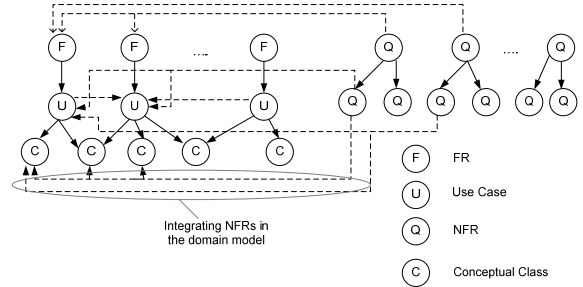 F F .... F Q Q .... Q
U U U Q Q Q Q Q Q
C C C C C
F FR
U Use Case
Q NFR
C Conceptual Class
Integrating NFRs in
the domain model